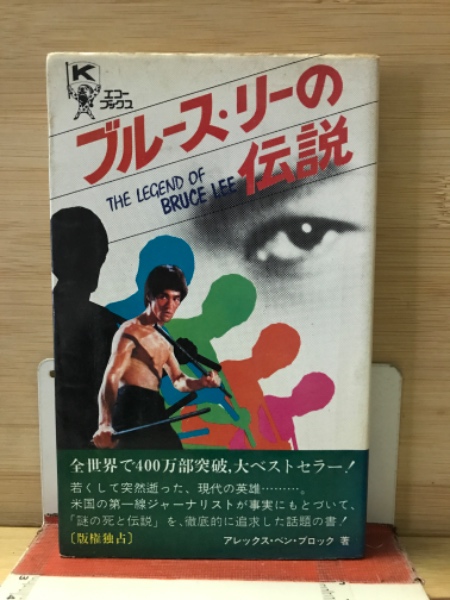 K
エコー
ブックス
ブルース・リーの
伝説
THE LEGEND OF
BRUCE LEE
全世界で400万部突破,大ベストセラー!
若くして突然逝った、現代の英雄………。
米国の第一線ジャーナリストが事実にもとづいて、
「謎の死と伝説」を、徹底的に追求した話題の書!
〔版権独占〕
アレックス・ベン・ブロック 著